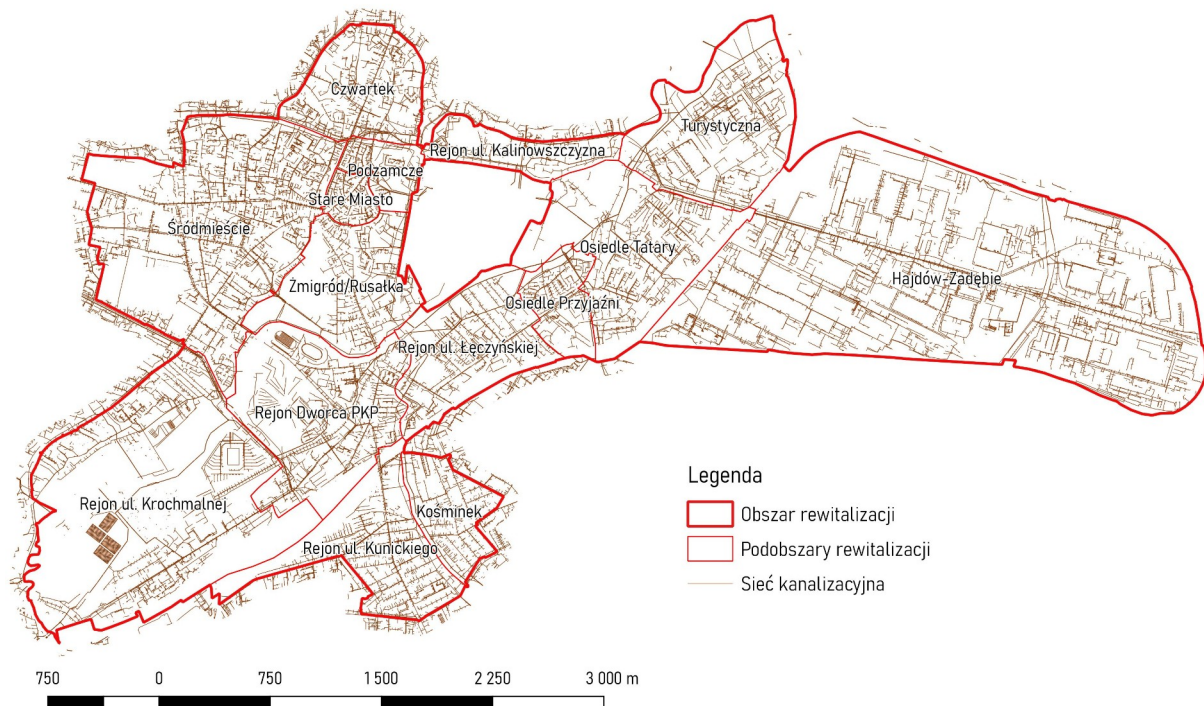 Czwartek
Turystyczna
Rejon ul. Kalinowszczyzna
Podzamcze
Stare Miasto
Śródmieście
Osiedle Tatary
Hajdów-Zadębie
Żmigród/Rusałka
Osiedle Przyjaźni
Rejon ul. Łęczyńskiej
Rejon Dworca PKP
Legenda
Rejon ul. Krochmalnej
Kośminek
Obszar rewitalizacji
Rejon ul. Kunickiego
Podobszary rewitalizacji
Sieć kanalizacyjna
750 0 750 1 500 2 250 3 000 m